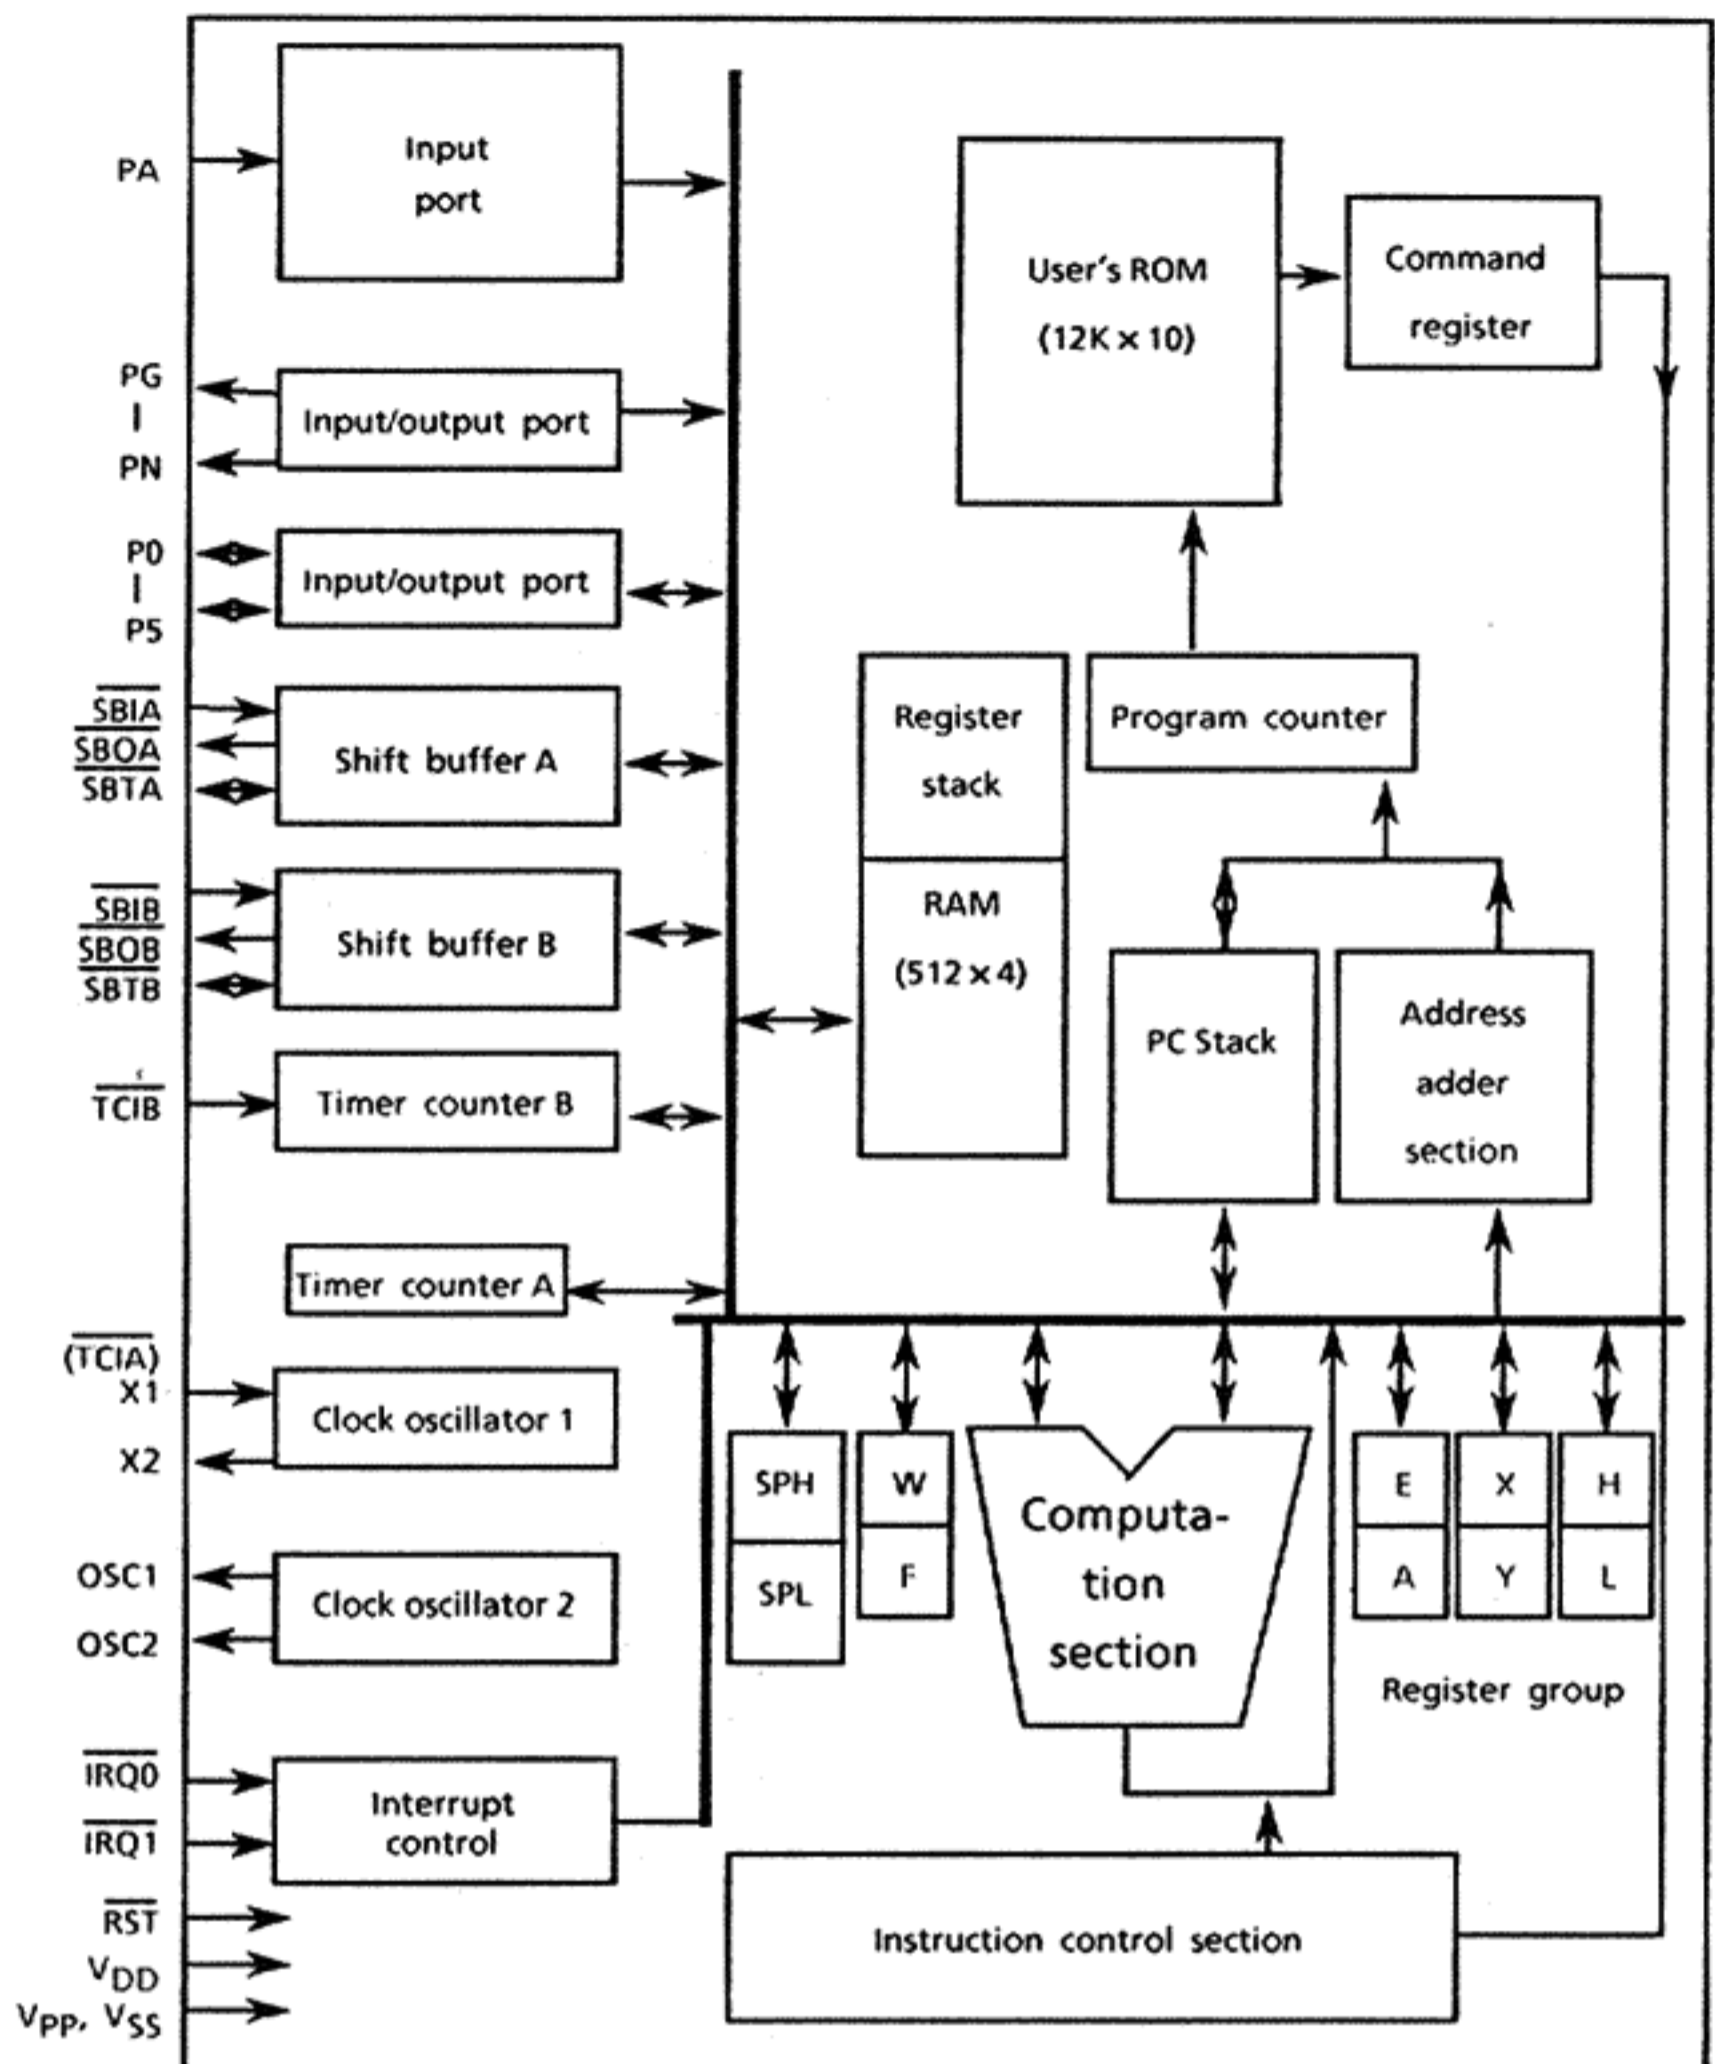 PA
Input
port
PG
I
PN
Input/output port
P0
I
P5
Input/output port
SBIA
SBOA
SBTA
Shift buffer A
SBIB
SBOB
SBTB
Shift buffer B
TCIB
Timer counter B
Timer counter A
(TCIA)
X1
X2
Clock oscillator 1
OSC1
OSC2
Clock oscillator 2
IRQ0
IRQ1
Interrupt
control
RST
VDD
VPP, VSS
User's ROM
(12K x 10)
Command
register
Register
stack
RAM
(512 x 4)
Program counter
PC Stack
Address
adder
section
SPH
SPL
W
F
Computa-
tion
section
E
A
X
Y
H
L
Register group
Instruction control section